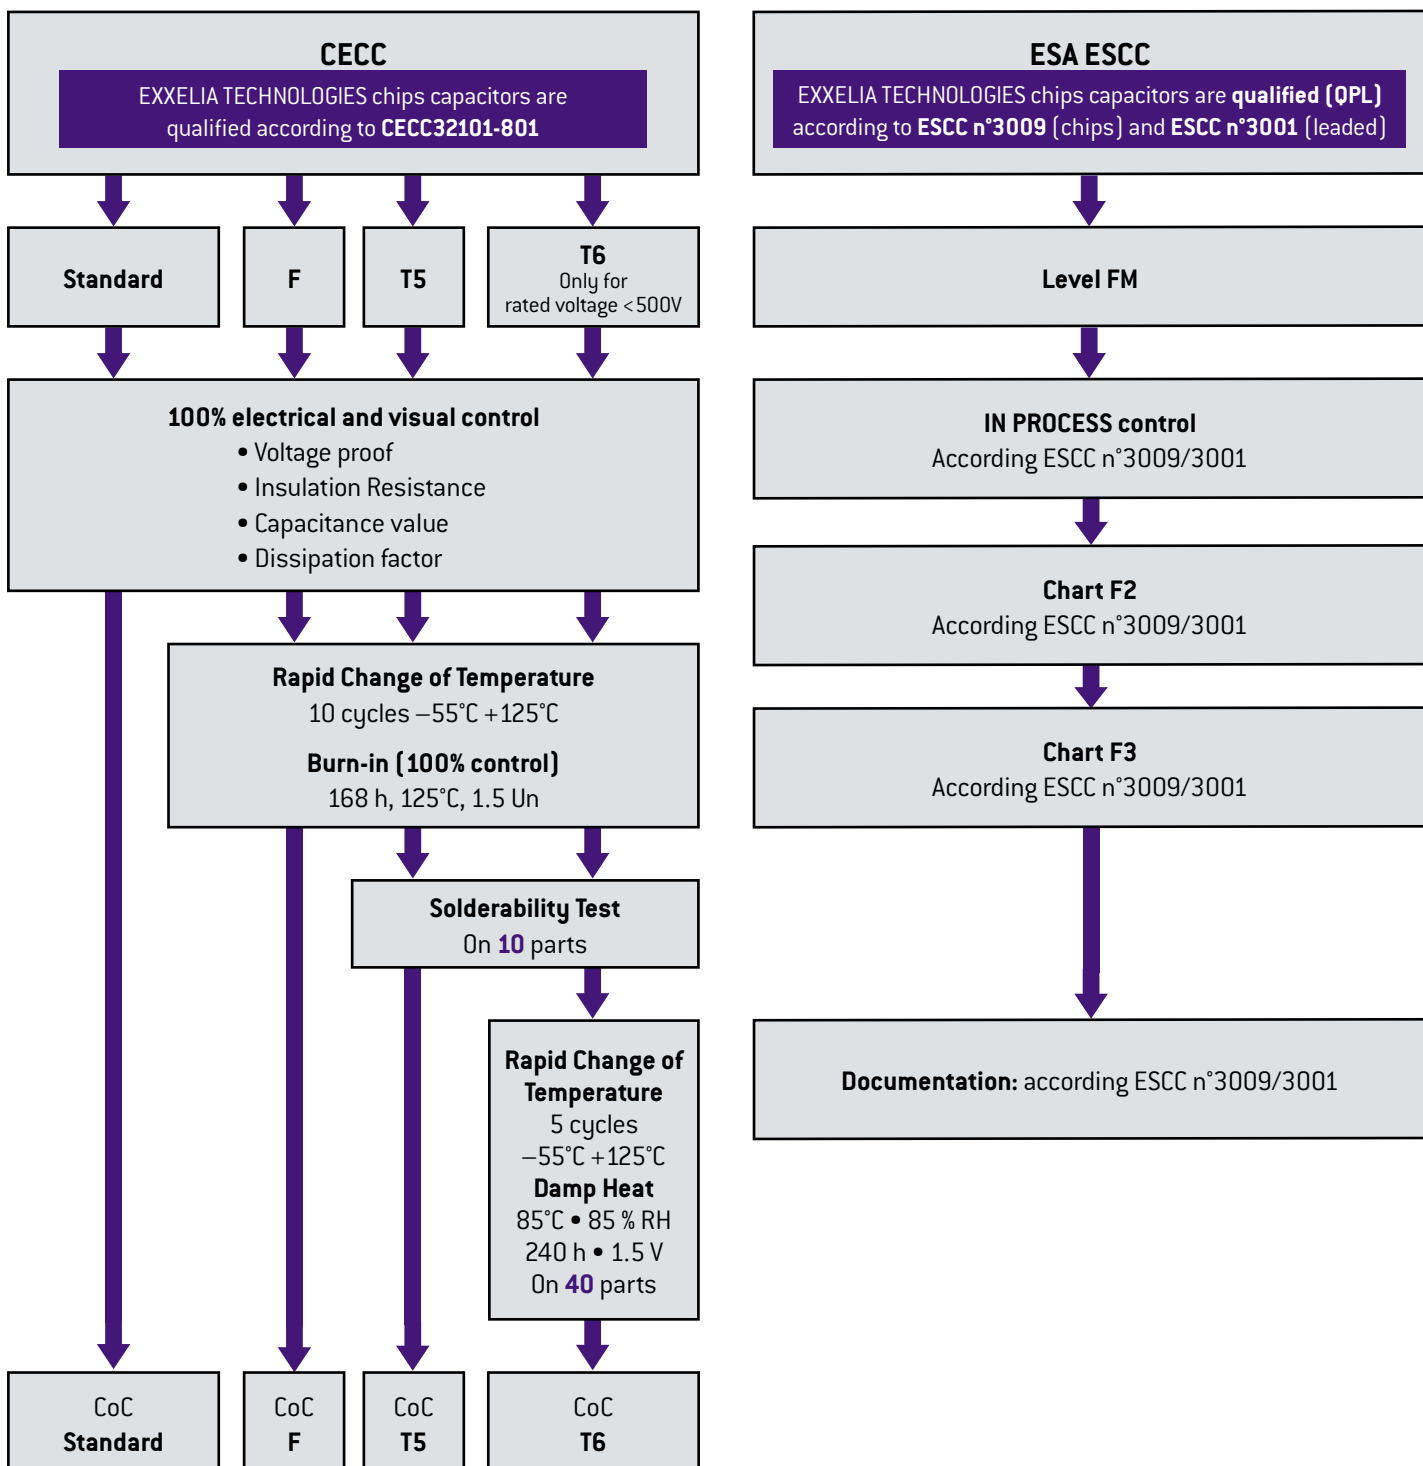 CECC
EXXELIA TECHNOLOGIES chips capacitors are
qualified according to CECC32101-801
Standard
F
T5
T6
Only for
rated voltage <500V
100% electrical and visual control
• Voltage proof
• Insulation Resistance
• Capacitance value
• Dissipation factor
Rapid Change of Temperature
10 cycles –55°C +125°C
Burn-in (100% control)
168 h, 125°C, 1.5 Un
Solderability Test
On 10 parts
Rapid Change of
Temperature
5 cycles
–55°C +125°C
Damp Heat
85°C • 85 % RH
240 h • 1.5 V
On 40 parts
CoC
Standard
CoC
F
CoC
T5
CoC
T6
ESA ESCC
EXXELIA TECHNOLOGIES chips capacitors are qualified (QPL)
according to ESCC n°3009 (chips) and ESCC n°3001 (leaded)
Level FM
IN PROCESS control
According ESCC n°3009/3001
Chart F2
According ESCC n°3009/3001
Chart F3
According ESCC n°3009/3001
Documentation: according ESCC n°3009/3001